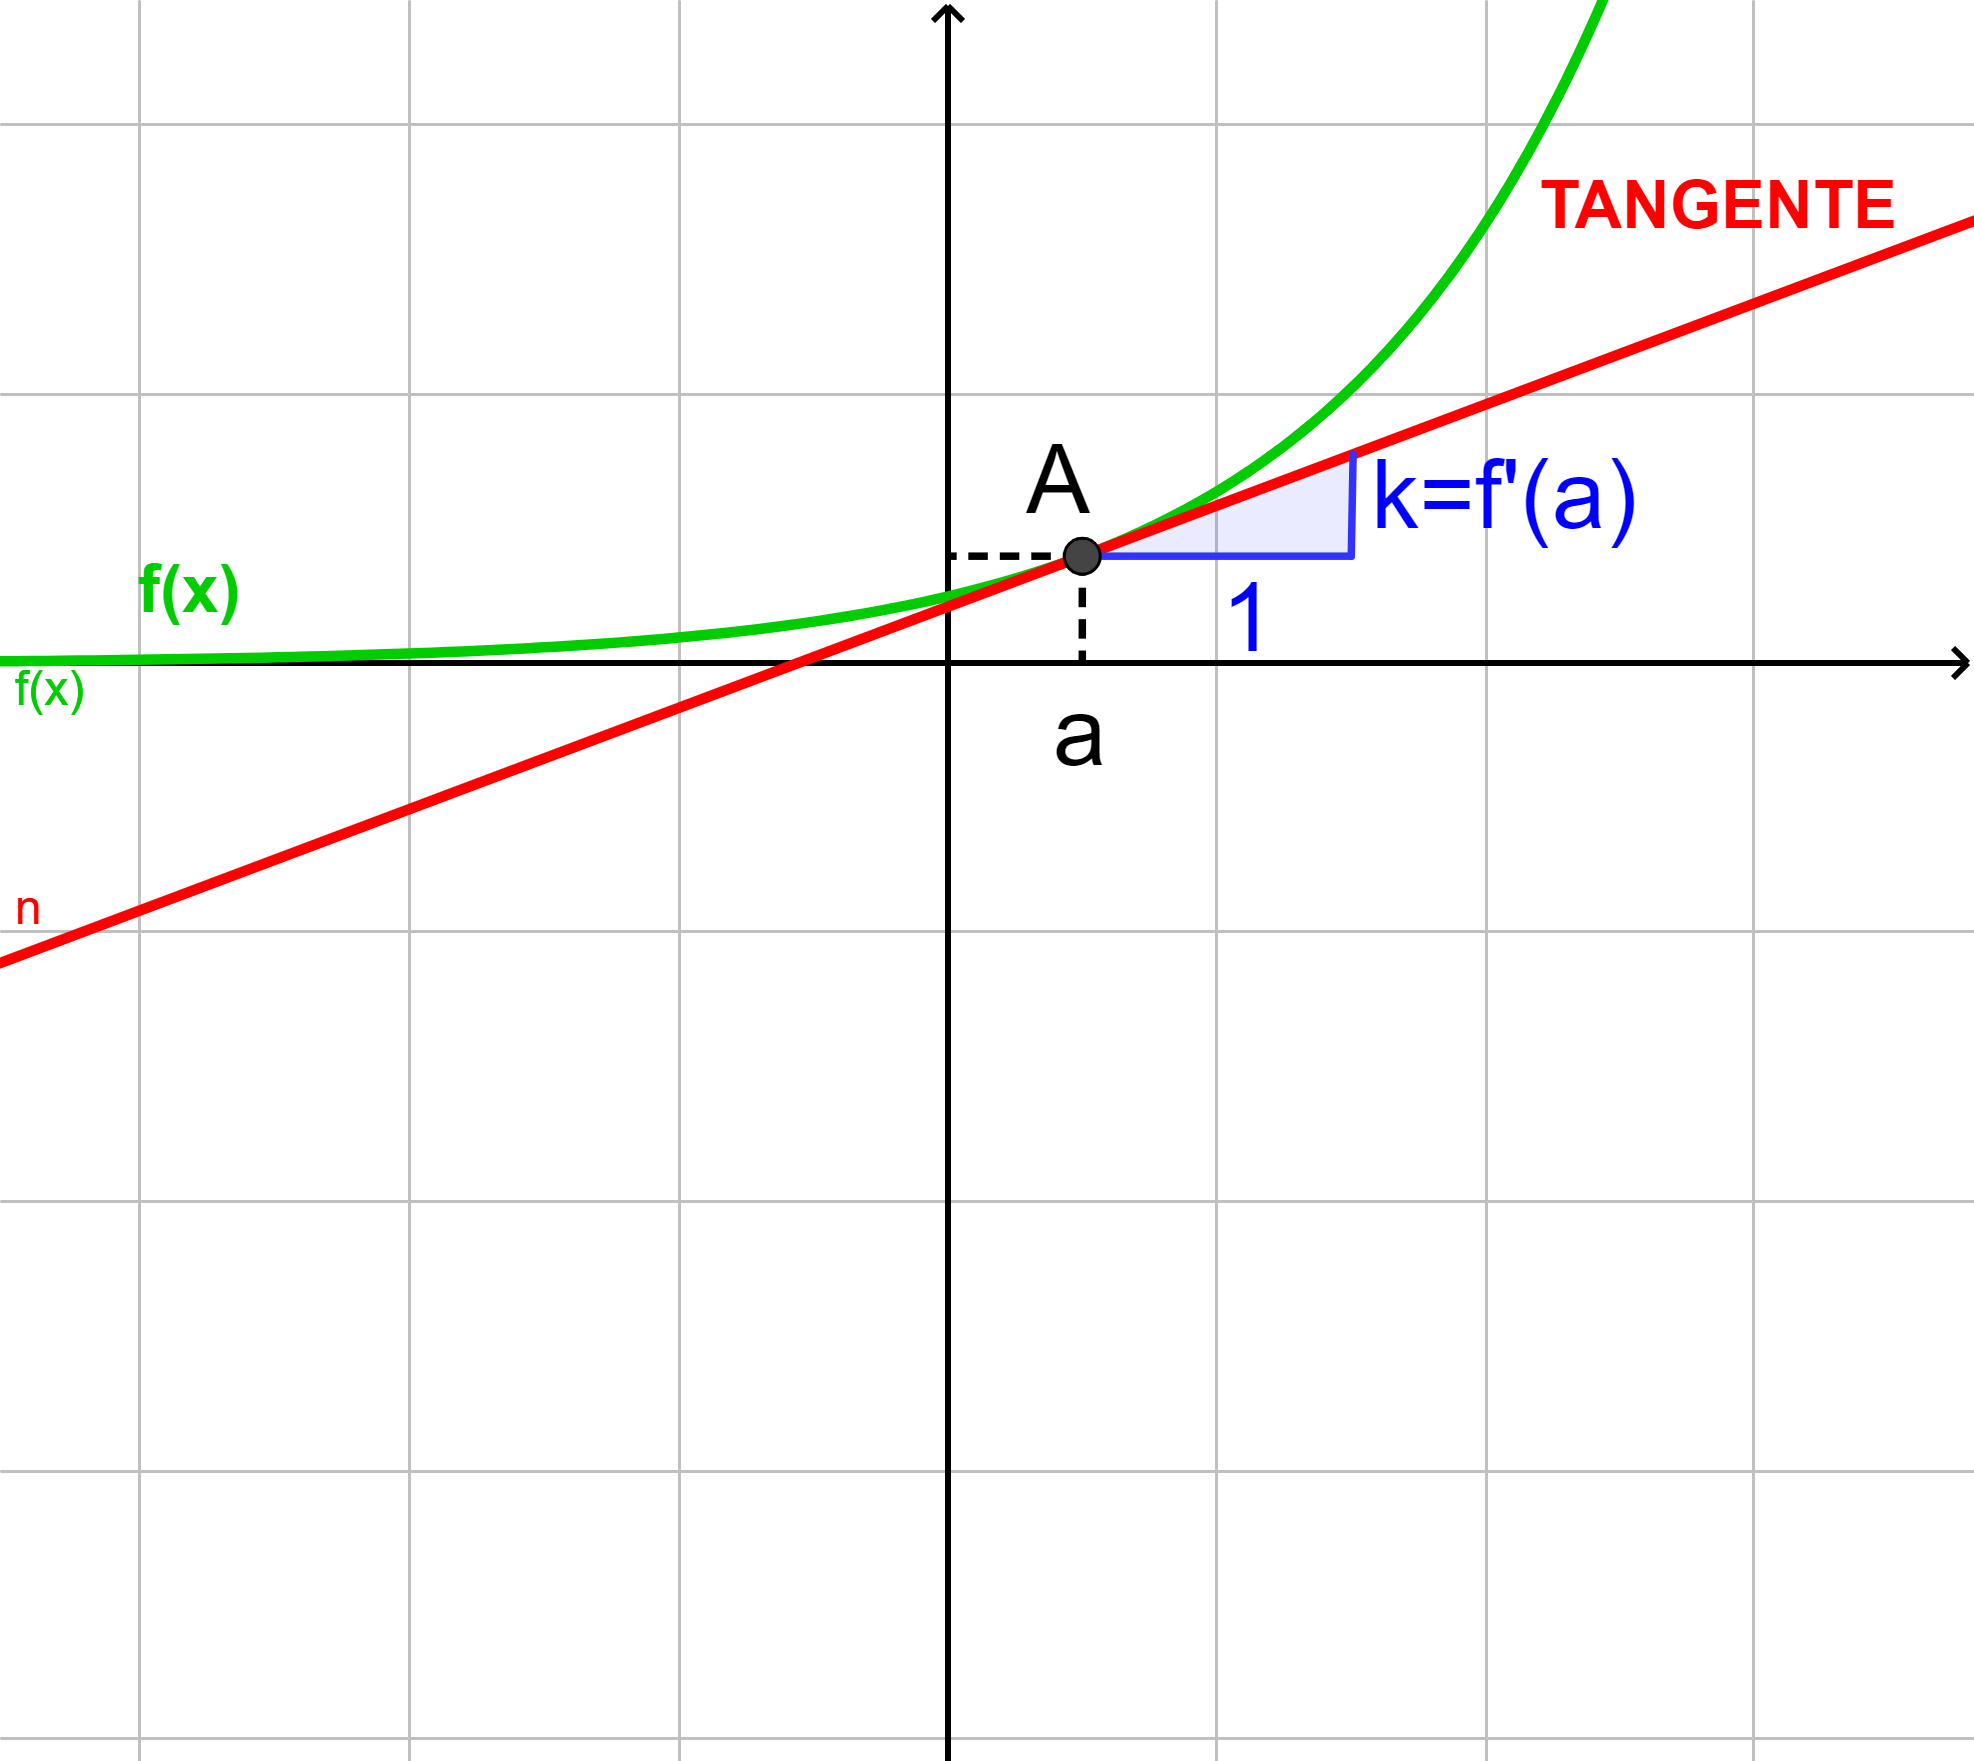 TANGENTE
A
k=f'(a)
f(x)
1
f(x)
a
n